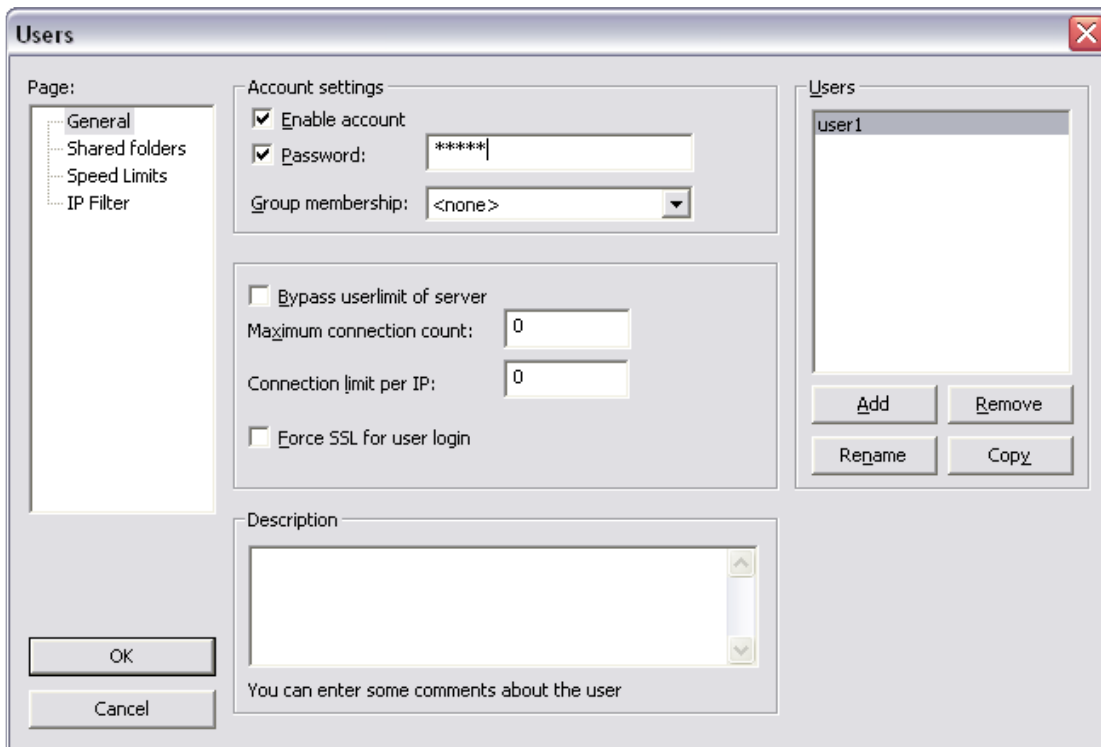 Users
Page:
General
Shared folders
Speed Limits
IP Filter
OK
Cancel
Account settings
Enable account
Password: *****
Group membership: <none>
Bypass userlimit of server
Maximum connection count: 0
Connection limit per IP: 0
Force SSL for user login
Description
You can enter some comments about the user
Users
user1
Add Remove
Rename Copy